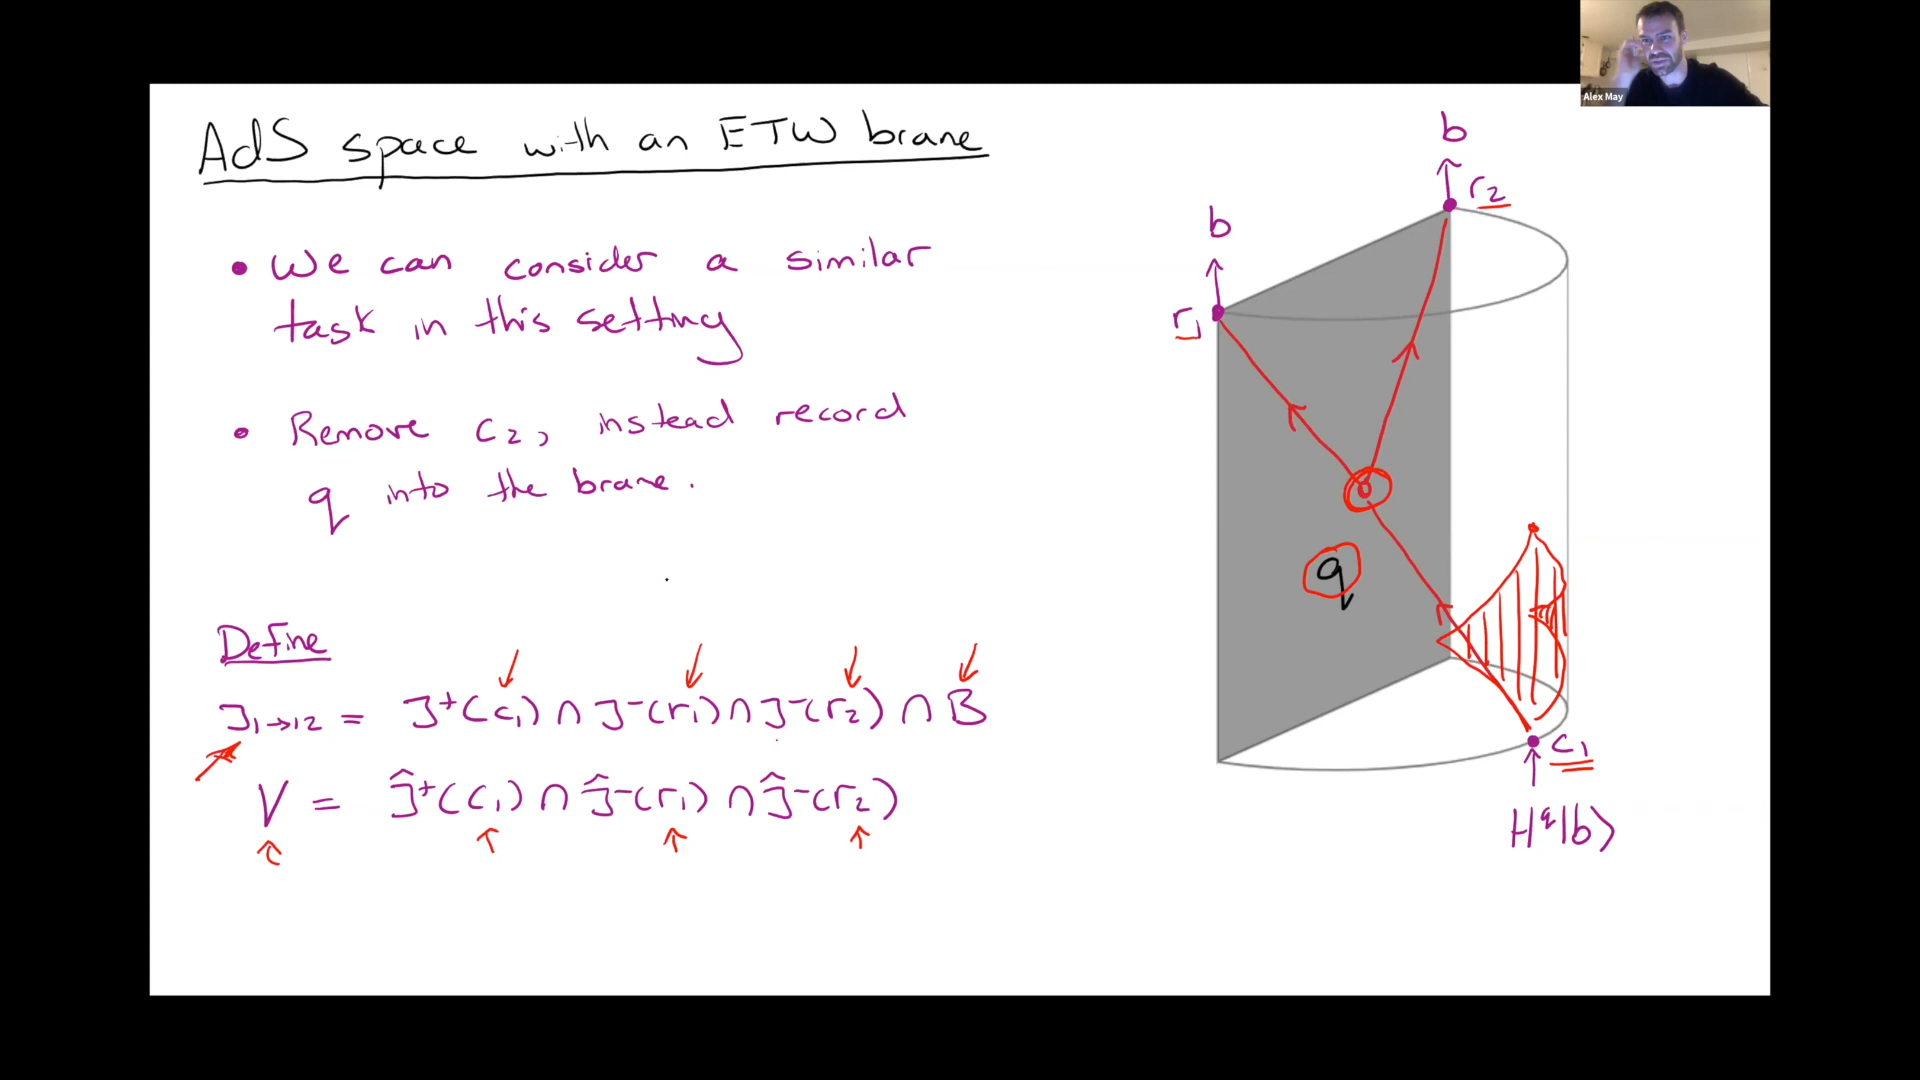 AdS space with an ETW brane
• We can consider a similar
task in this setting
• Remove c₂, instead record
q into the brane.
Define
J₁→₁₂ = J⁺(c₁) ∩ J⁻(r₁) ∩ J⁻(r₂) ∩ B
V = Ĵ⁺(c₁) ∩ Ĵ⁻(r₁) ∩ Ĵ⁻(r₂)
b
r₂
b
r₁
q
c₁
H^q|b⟩
Alex May